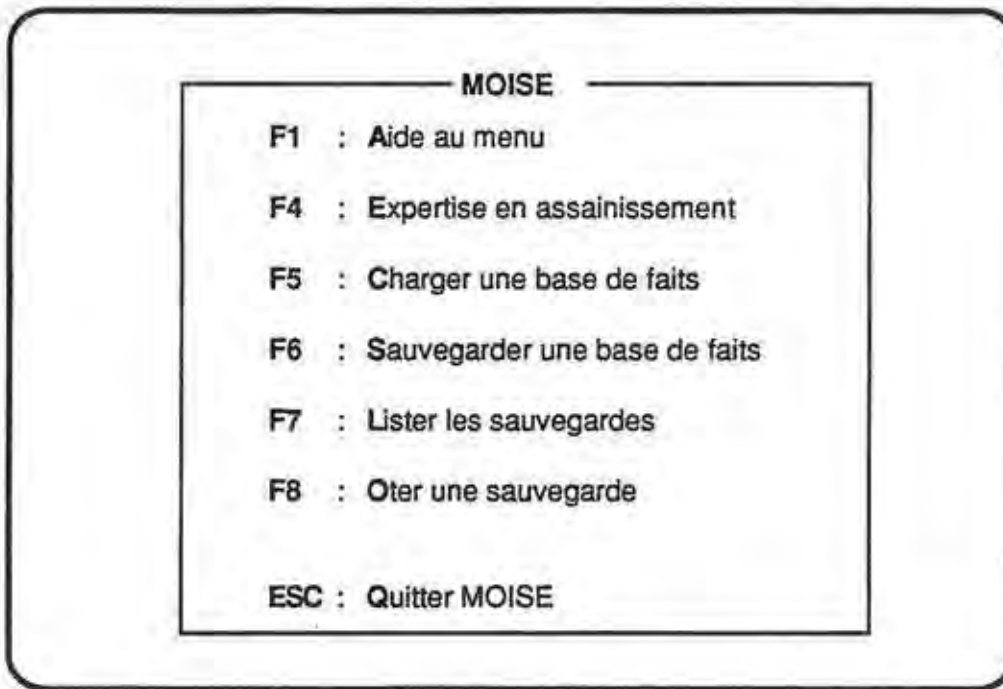 MOISE
F1 : Aide au menu
F4 : Expertise en assainissement
F5 : Charger une base de faits
F6 : Sauvegarder une base de faits
F7 : Lister les sauvegardes
F8 : Oter une sauvegarde
ESC : Quitter MOISE